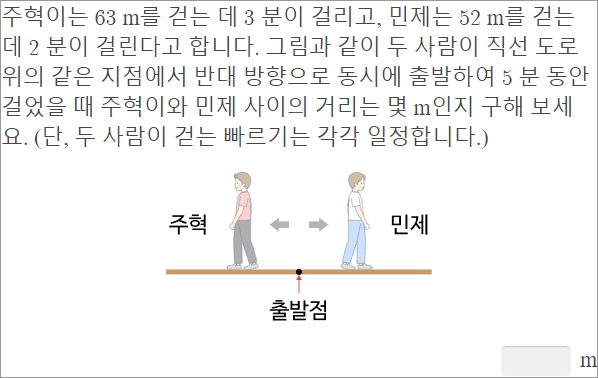 주혁이는 63 m를 걷는 데 3 분이 걸리고, 민제는 52 m를 걷는
데 2 분이 걸린다고 합니다. 그림과 같이 두 사람이 직선 도로
위의 같은 지점에서 반대 방향으로 동시에 출발하여 5 분 동안
걸었을 때 주혁이와 민제 사이의 거리는 몇 m인지 구해 보세
요. (단, 두 사람이 걷는 빠르기는 각각 일정합니다.)
주혁 민제
출발점
m